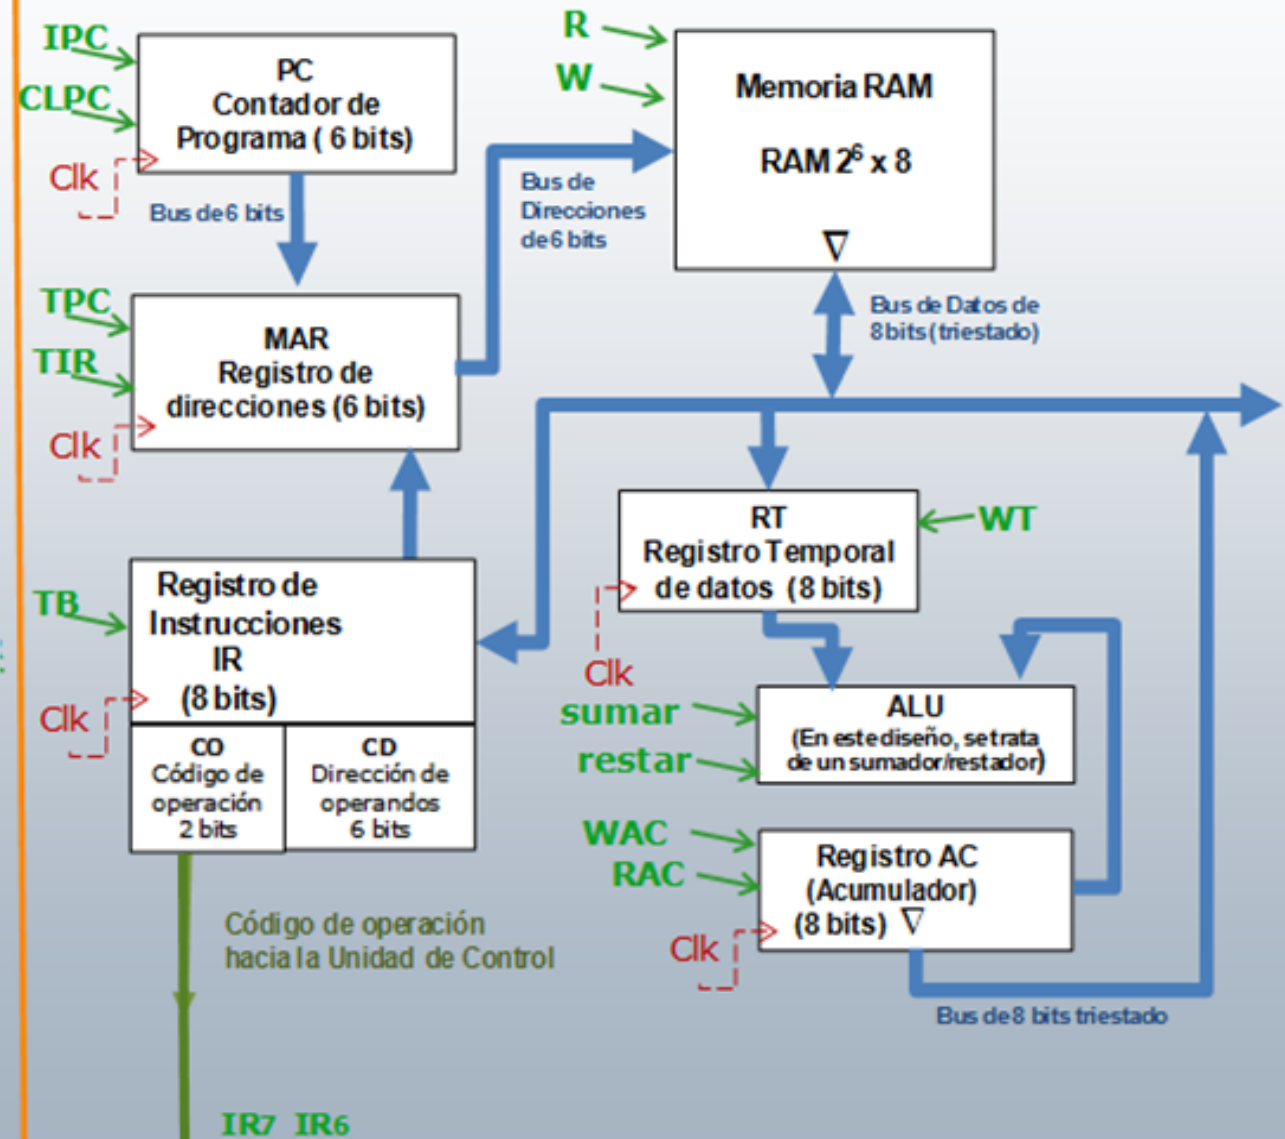 IPC
CLPC
Clk
PC
Contador de
Programa ( 6 bits)
Bus de 6 bits
R
W
Memoria RAM
RAM 2⁶ x 8
∇
Bus de
Direcciones
de 6 bits
Bus de Datos de
8bits (triestado)
TPC
TIR
Clk
MAR
Registro de
direcciones (6 bits)
RT
Registro Temporal
de datos (8 bits)
WT
Clk
TB
Clk
Registro de
Instrucciones
IR
(8 bits)
CO
Código de
operación
2 bits
CD
Dirección de
operandos
6 bits
sumar
restar
ALU
(En este diseño, se trata
de un sumador/restador)
WAC
RAC
Clk
Registro AC
(Acumulador)
(8 bits) ∇
Código de operación
hacia la Unidad de Control
Bus de 8 bits triestado
IR7 IR6